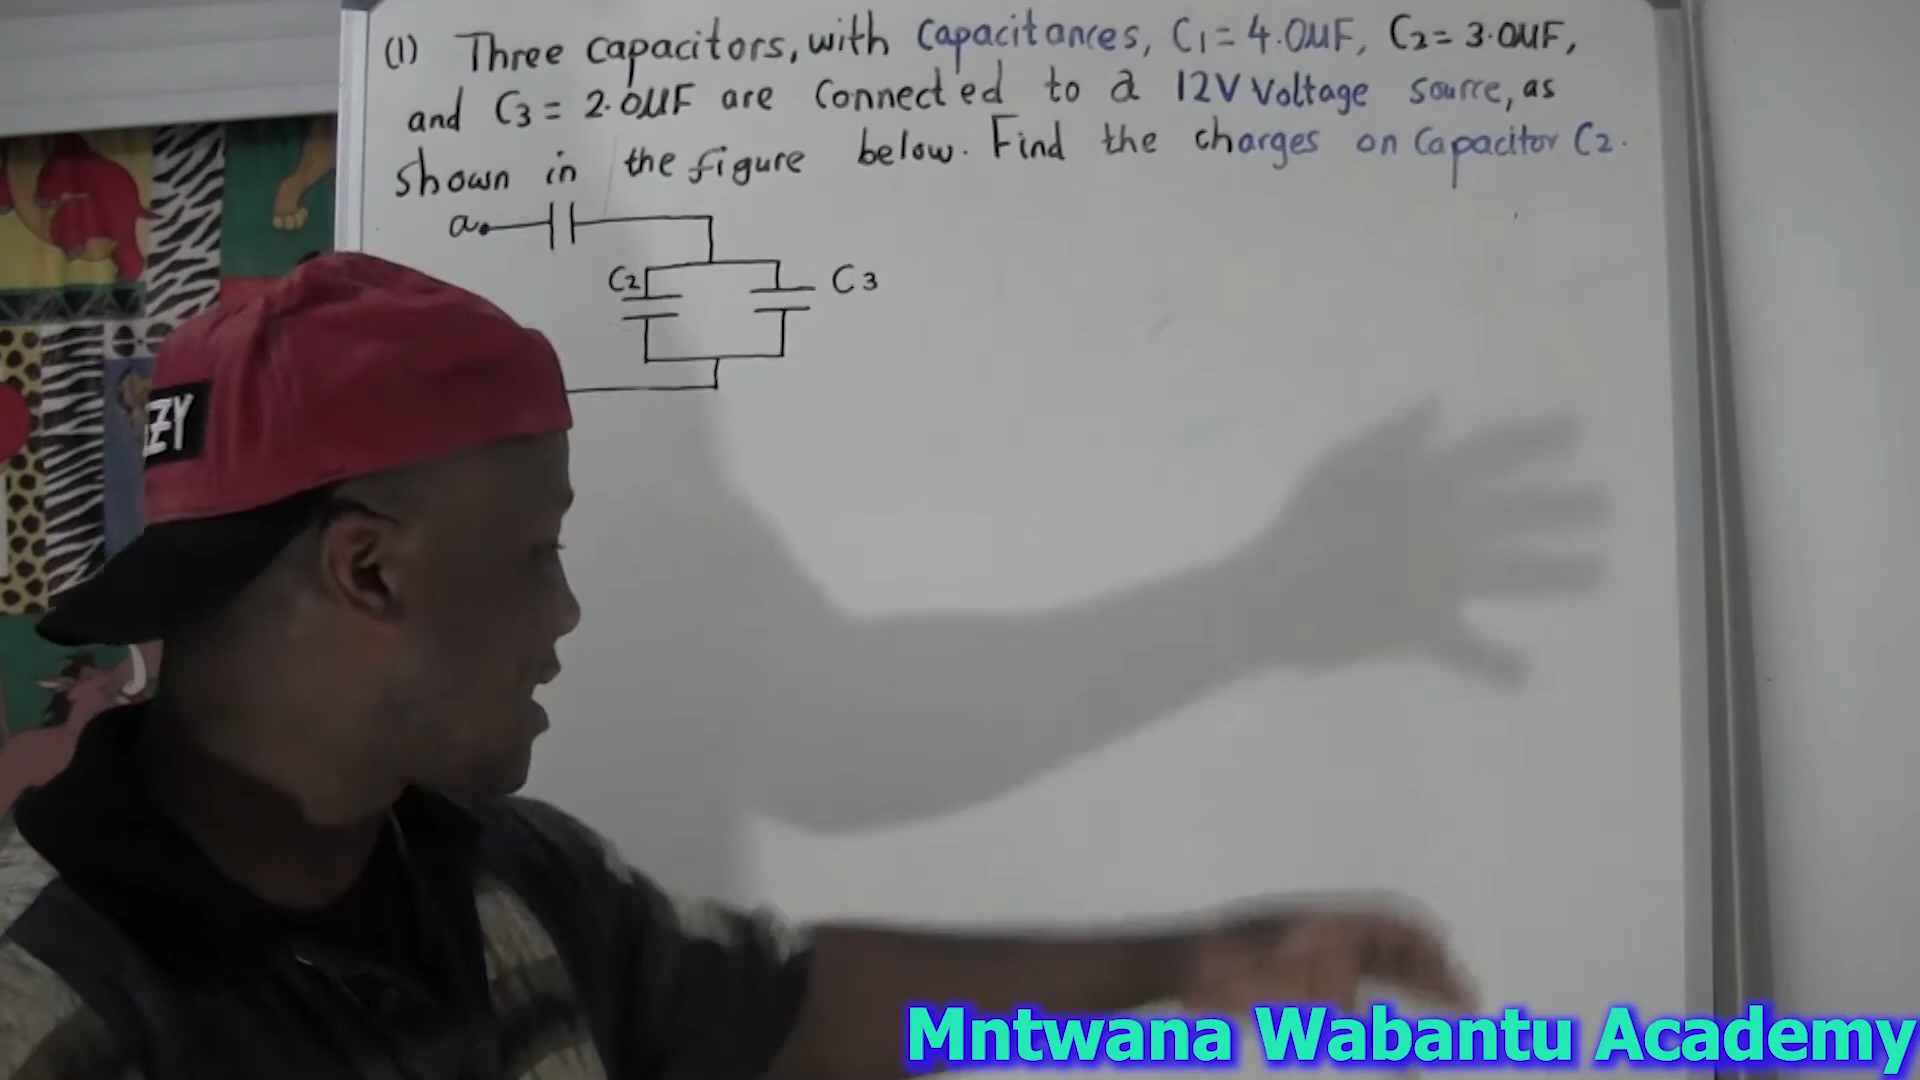 (1) Three capacitors, with Capacitances, C1 = 4.0µF, C2 = 3.0µF,
and C3 = 2.0µF are Connected to a 12V Voltage source, as
shown in the figure below. Find the charges on Capacitor C2.
a
C2
C3
ZY
Mntwana Wabantu Academy